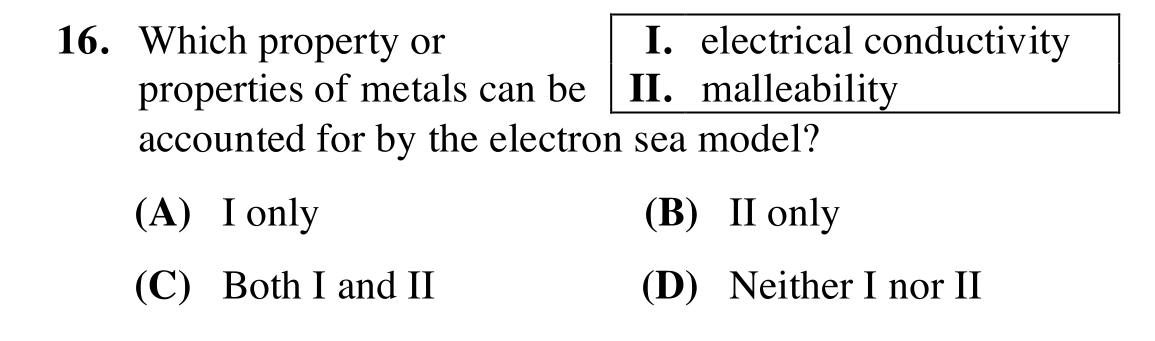 16. Which property or
properties of metals can be
accounted for by the electron sea model?
I. electrical conductivity
II. malleability
(A) I only
(B) II only
(C) Both I and II
(D) Neither I nor II